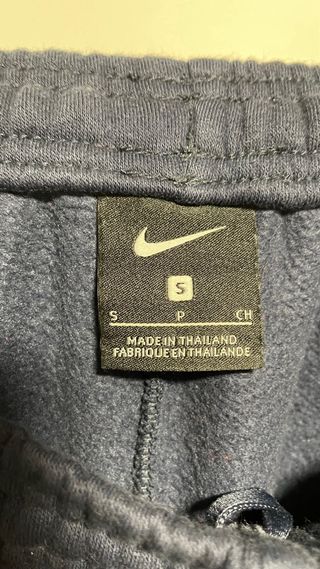 S
S P CH
MADE IN THAILAND
FABRIQUE EN THAILANDE